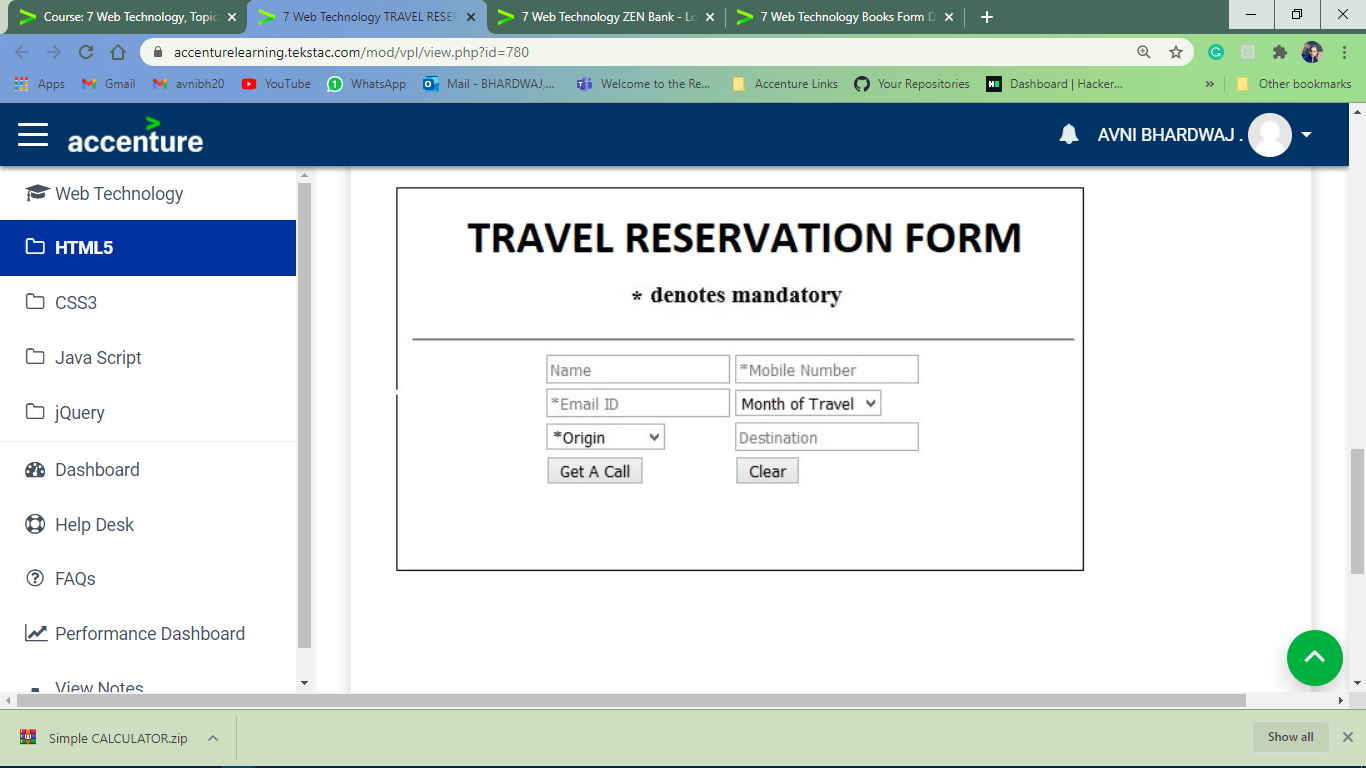 Course: 7 Web Technology, Topic
7 Web Technology TRAVEL RESER
7 Web Technology ZEN Bank - Lo
7 Web Technology Books Form D
accenturelearning.tekstac.com/mod/vpl/view.php?id=780
Apps Gmail avnibh20 YouTube WhatsApp Mail - BHARDWAJ,... Welcome to the Re... Accenture Links Your Repositories Dashboard | Hacker... » Other bookmarks
accenture
AVNI BHARDWAJ .
Web Technology
HTML5
CSS3
Java Script
jQuery
Dashboard
Help Desk
FAQs
Performance Dashboard
View Notes
TRAVEL RESERVATION FORM
* denotes mandatory
Name *Mobile Number
*Email ID Month of Travel
*Origin Destination
Get A Call Clear
Simple CALCULATOR.zip
Show all